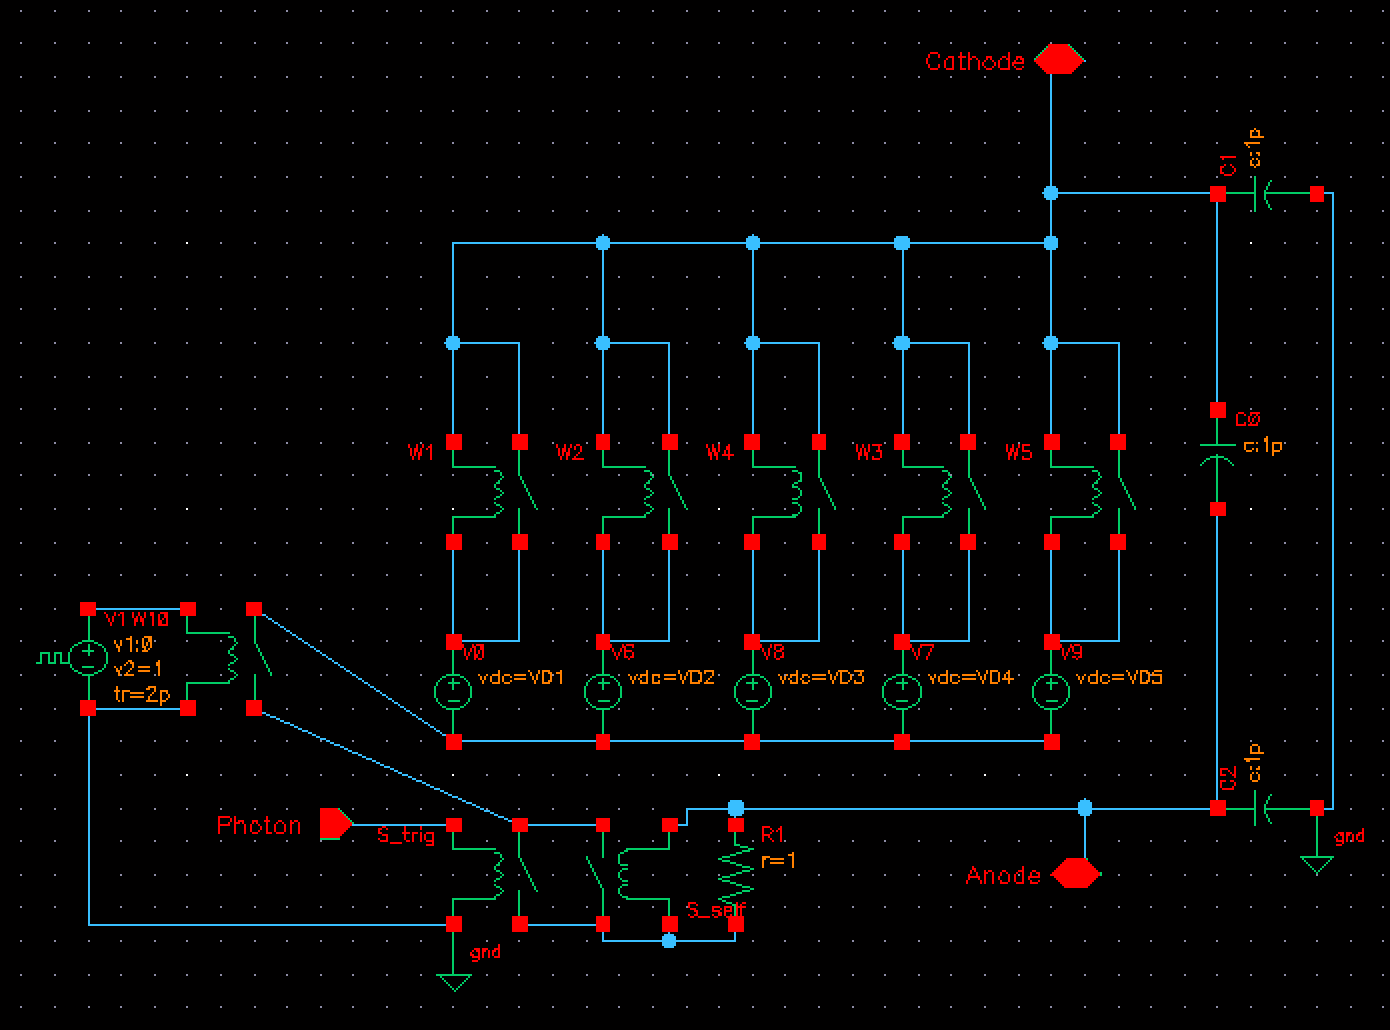 Cathode
C1
c:1p
C0
c:1p
W1
W2
W4
W3
W5
V1 W10
v1:0
v2=1
tr=2p
V0
vdc=VD1
V6
vdc=VD2
V8
vdc=VD3
V7
vdc=VD4
V9
vdc=VD5
C2
c:1p
Photon
S_trig
R1
r=1
S_self
Anode
gnd
gnd